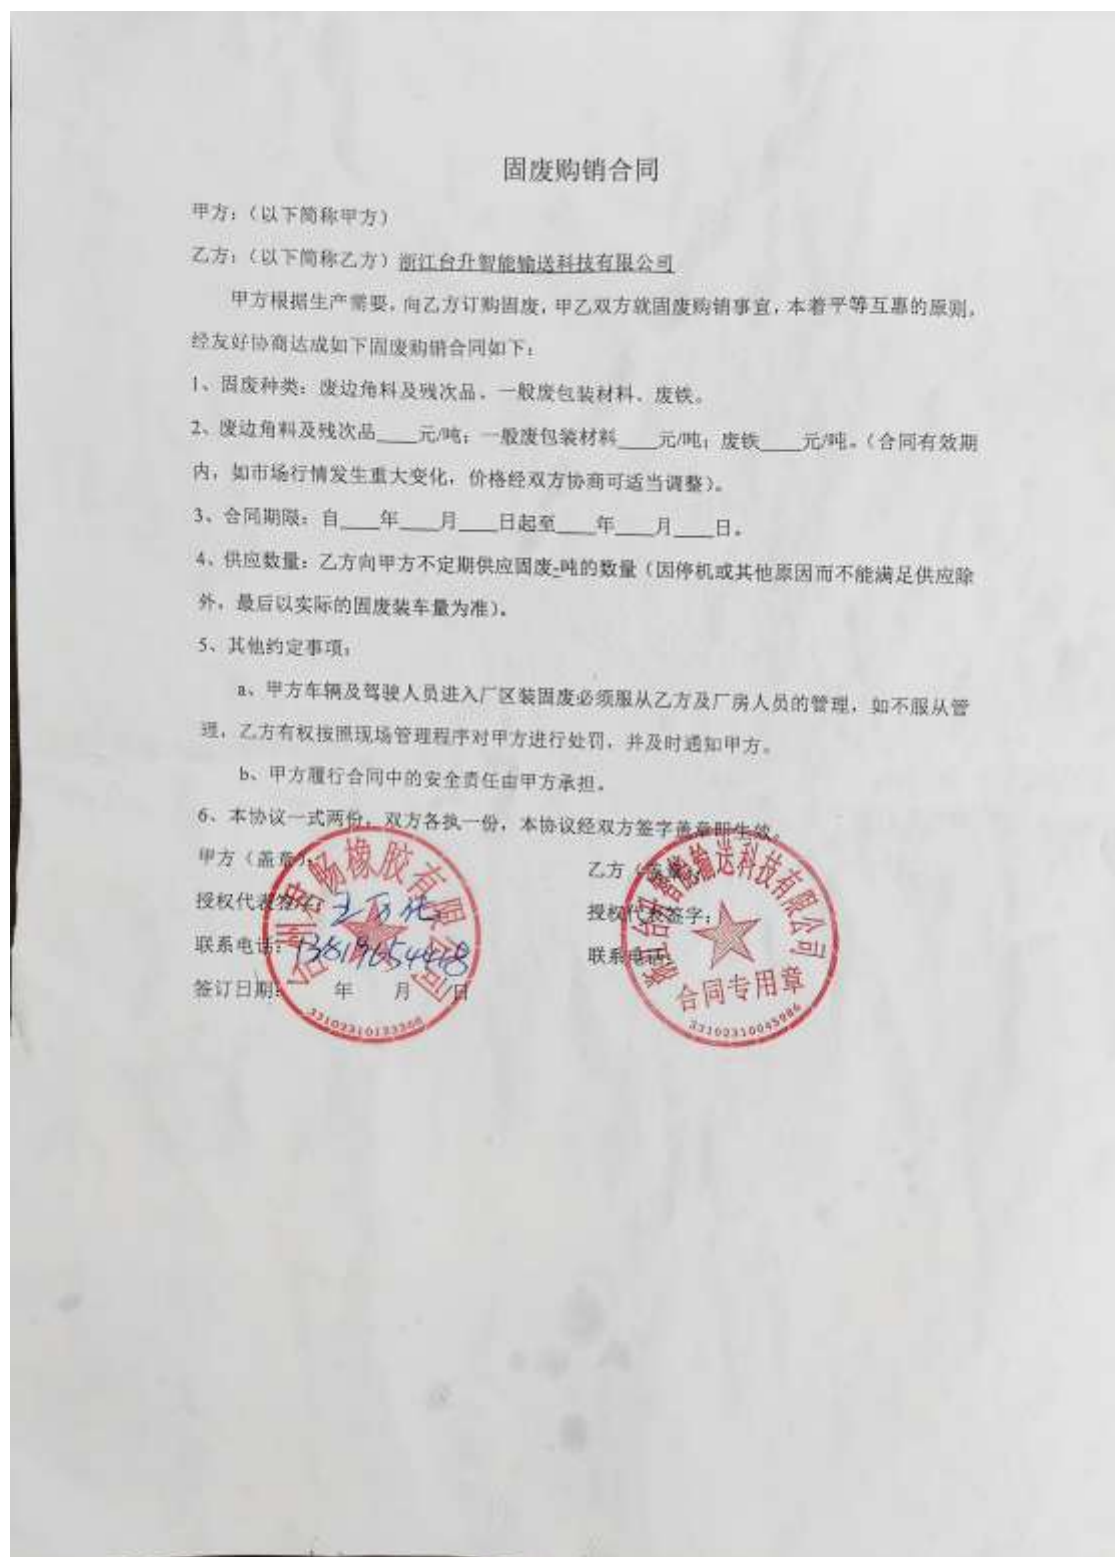 固废购销合同
甲方：（以下简称甲方）
乙方：（以下简称乙方）浙江台升智能输送科技有限公司
甲方根据生产需要，向乙方订购固废，甲乙双方就固废购销事宜，本着平等互惠的原则，
经友好协商达成如下固废购销合同如下：
1、固废种类：废边角料及残次品、一般废包装材料、废铁。
2、废边角料及残次品____元/吨；一般废包装材料____元/吨；废铁____元/吨。（合同有效期
内，如市场行情发生重大变化，价格经双方协商可适当调整）。
3、合同期限：自____年____月____日起至____年____月____日。
4、供应数量：乙方向甲方不定期供应固废-吨的数量（因停机或其他原因而不能满足供应除
外，最后以实际的固废装车量为准）。
5、其他约定事项：
a、甲方车辆及驾驶人员进入厂区装固废必须服从乙方及厂房人员的管理，如不服从管
理，乙方有权按照现场管理程序对甲方进行处罚，并及时通知甲方。
b、甲方履行合同中的安全责任由甲方承担。
6、本协议一式两份，双方各执一份，本协议经双方签字盖章即生效。
甲方（盖章）：
乙方（盖章）：
授权代表签字：
授权代表签字：
联系电话：13819654468
联系电话：
签订日期： 年 月 日
畅橡胶有限公司
浙江台升智能输送科技有限公司
合同专用章
33102310045986